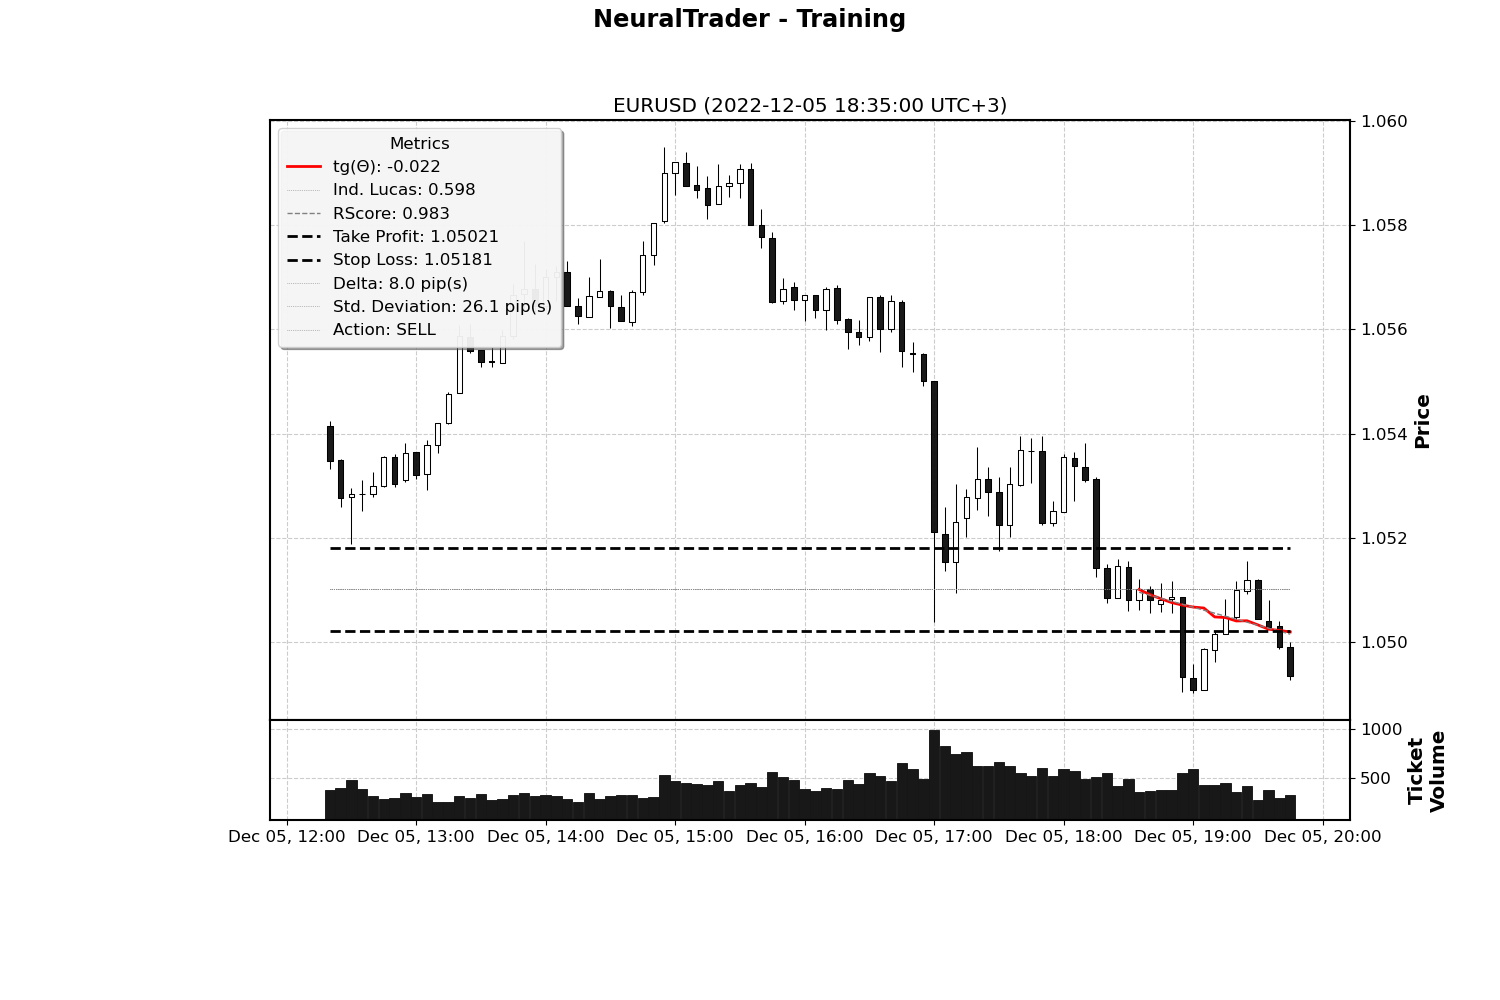 NeuralTrader - Training
EURUSD (2022-12-05 18:35:00 UTC+3)
Metrics
tg(Θ): -0.022
Ind. Lucas: 0.598
RScore: 0.983
Take Profit: 1.05021
Stop Loss: 1.05181
Delta: 8.0 pip(s)
Std. Deviation: 26.1 pip(s)
Action: SELL
1.060
1.058
1.056
1.054
1.052
1.050
Price
1000
500
Ticket
Volume
Dec 05, 12:00 Dec 05, 13:00 Dec 05, 14:00 Dec 05, 15:00 Dec 05, 16:00 Dec 05, 17:00 Dec 05, 18:00 Dec 05, 19:00 Dec 05, 20:00